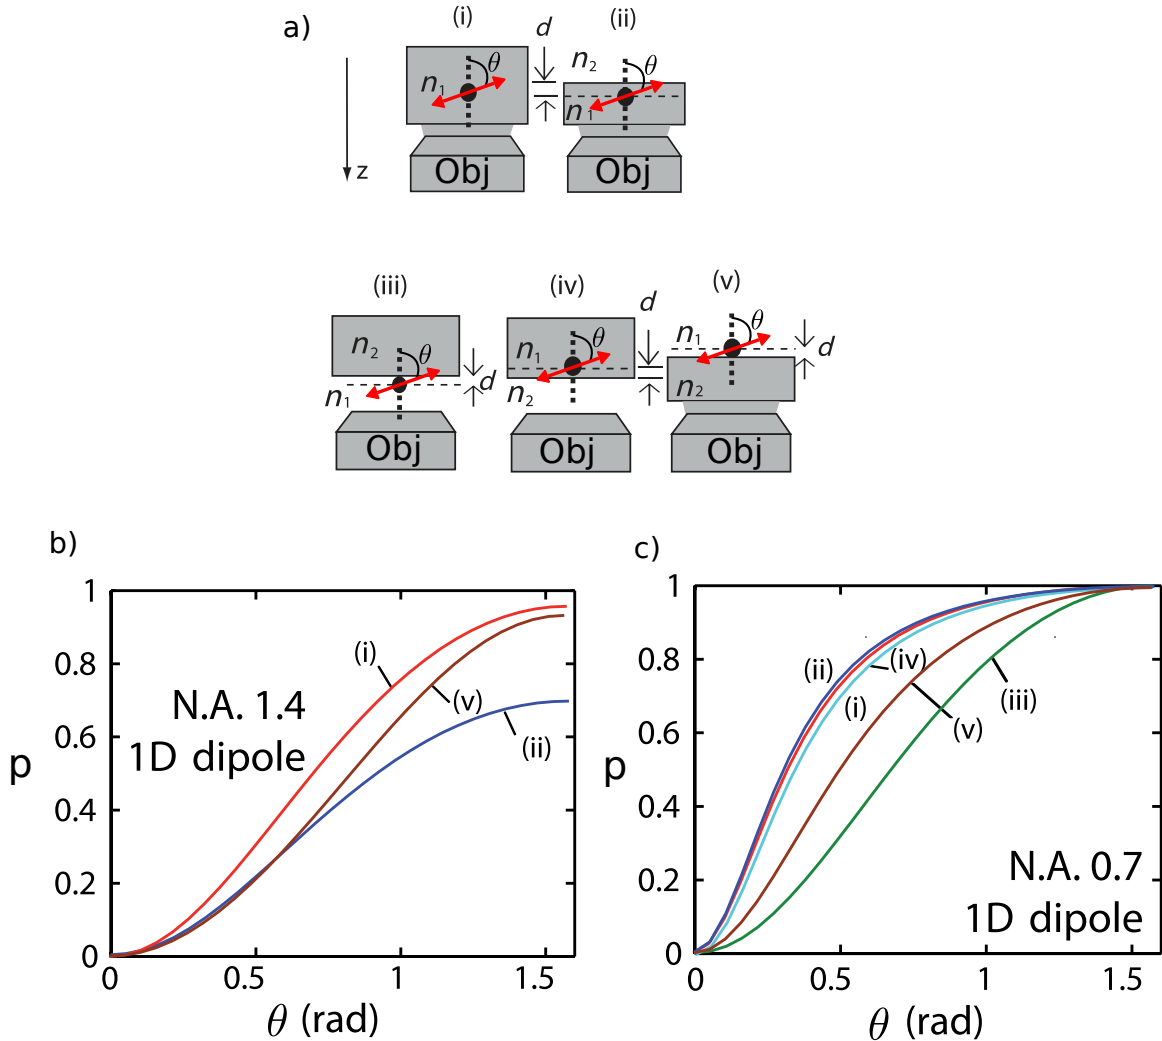 a)
(i)
(ii)
d
n2
θ
θ
n1
n1
z
Obj
Obj
(iii)
(iv)
(v)
d
n2
θ
n1
θ
n1
θ
d
d
n1
n2
n2
Obj
Obj
Obj
b)
1
0.8
0.6
0.4
0.2
0
p
N.A. 1.4
1D dipole
(i)
(v)
(ii)
0
0.5
1
1.5
θ (rad)
c)
1
0.8
0.6
0.4
0.2
0
p
(ii)
(iv)
(i)
(v)
(iii)
N.A. 0.7
1D dipole
0
0.5
1
1.5
θ (rad)